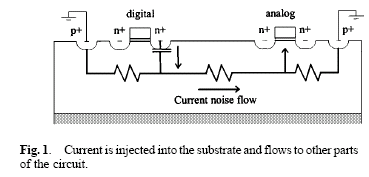 digital analog
p+ n+ n+ n+ n+ p+
Current noise flow
Fig. 1. Current is injected into the substrate and flows to other parts
of the circuit.